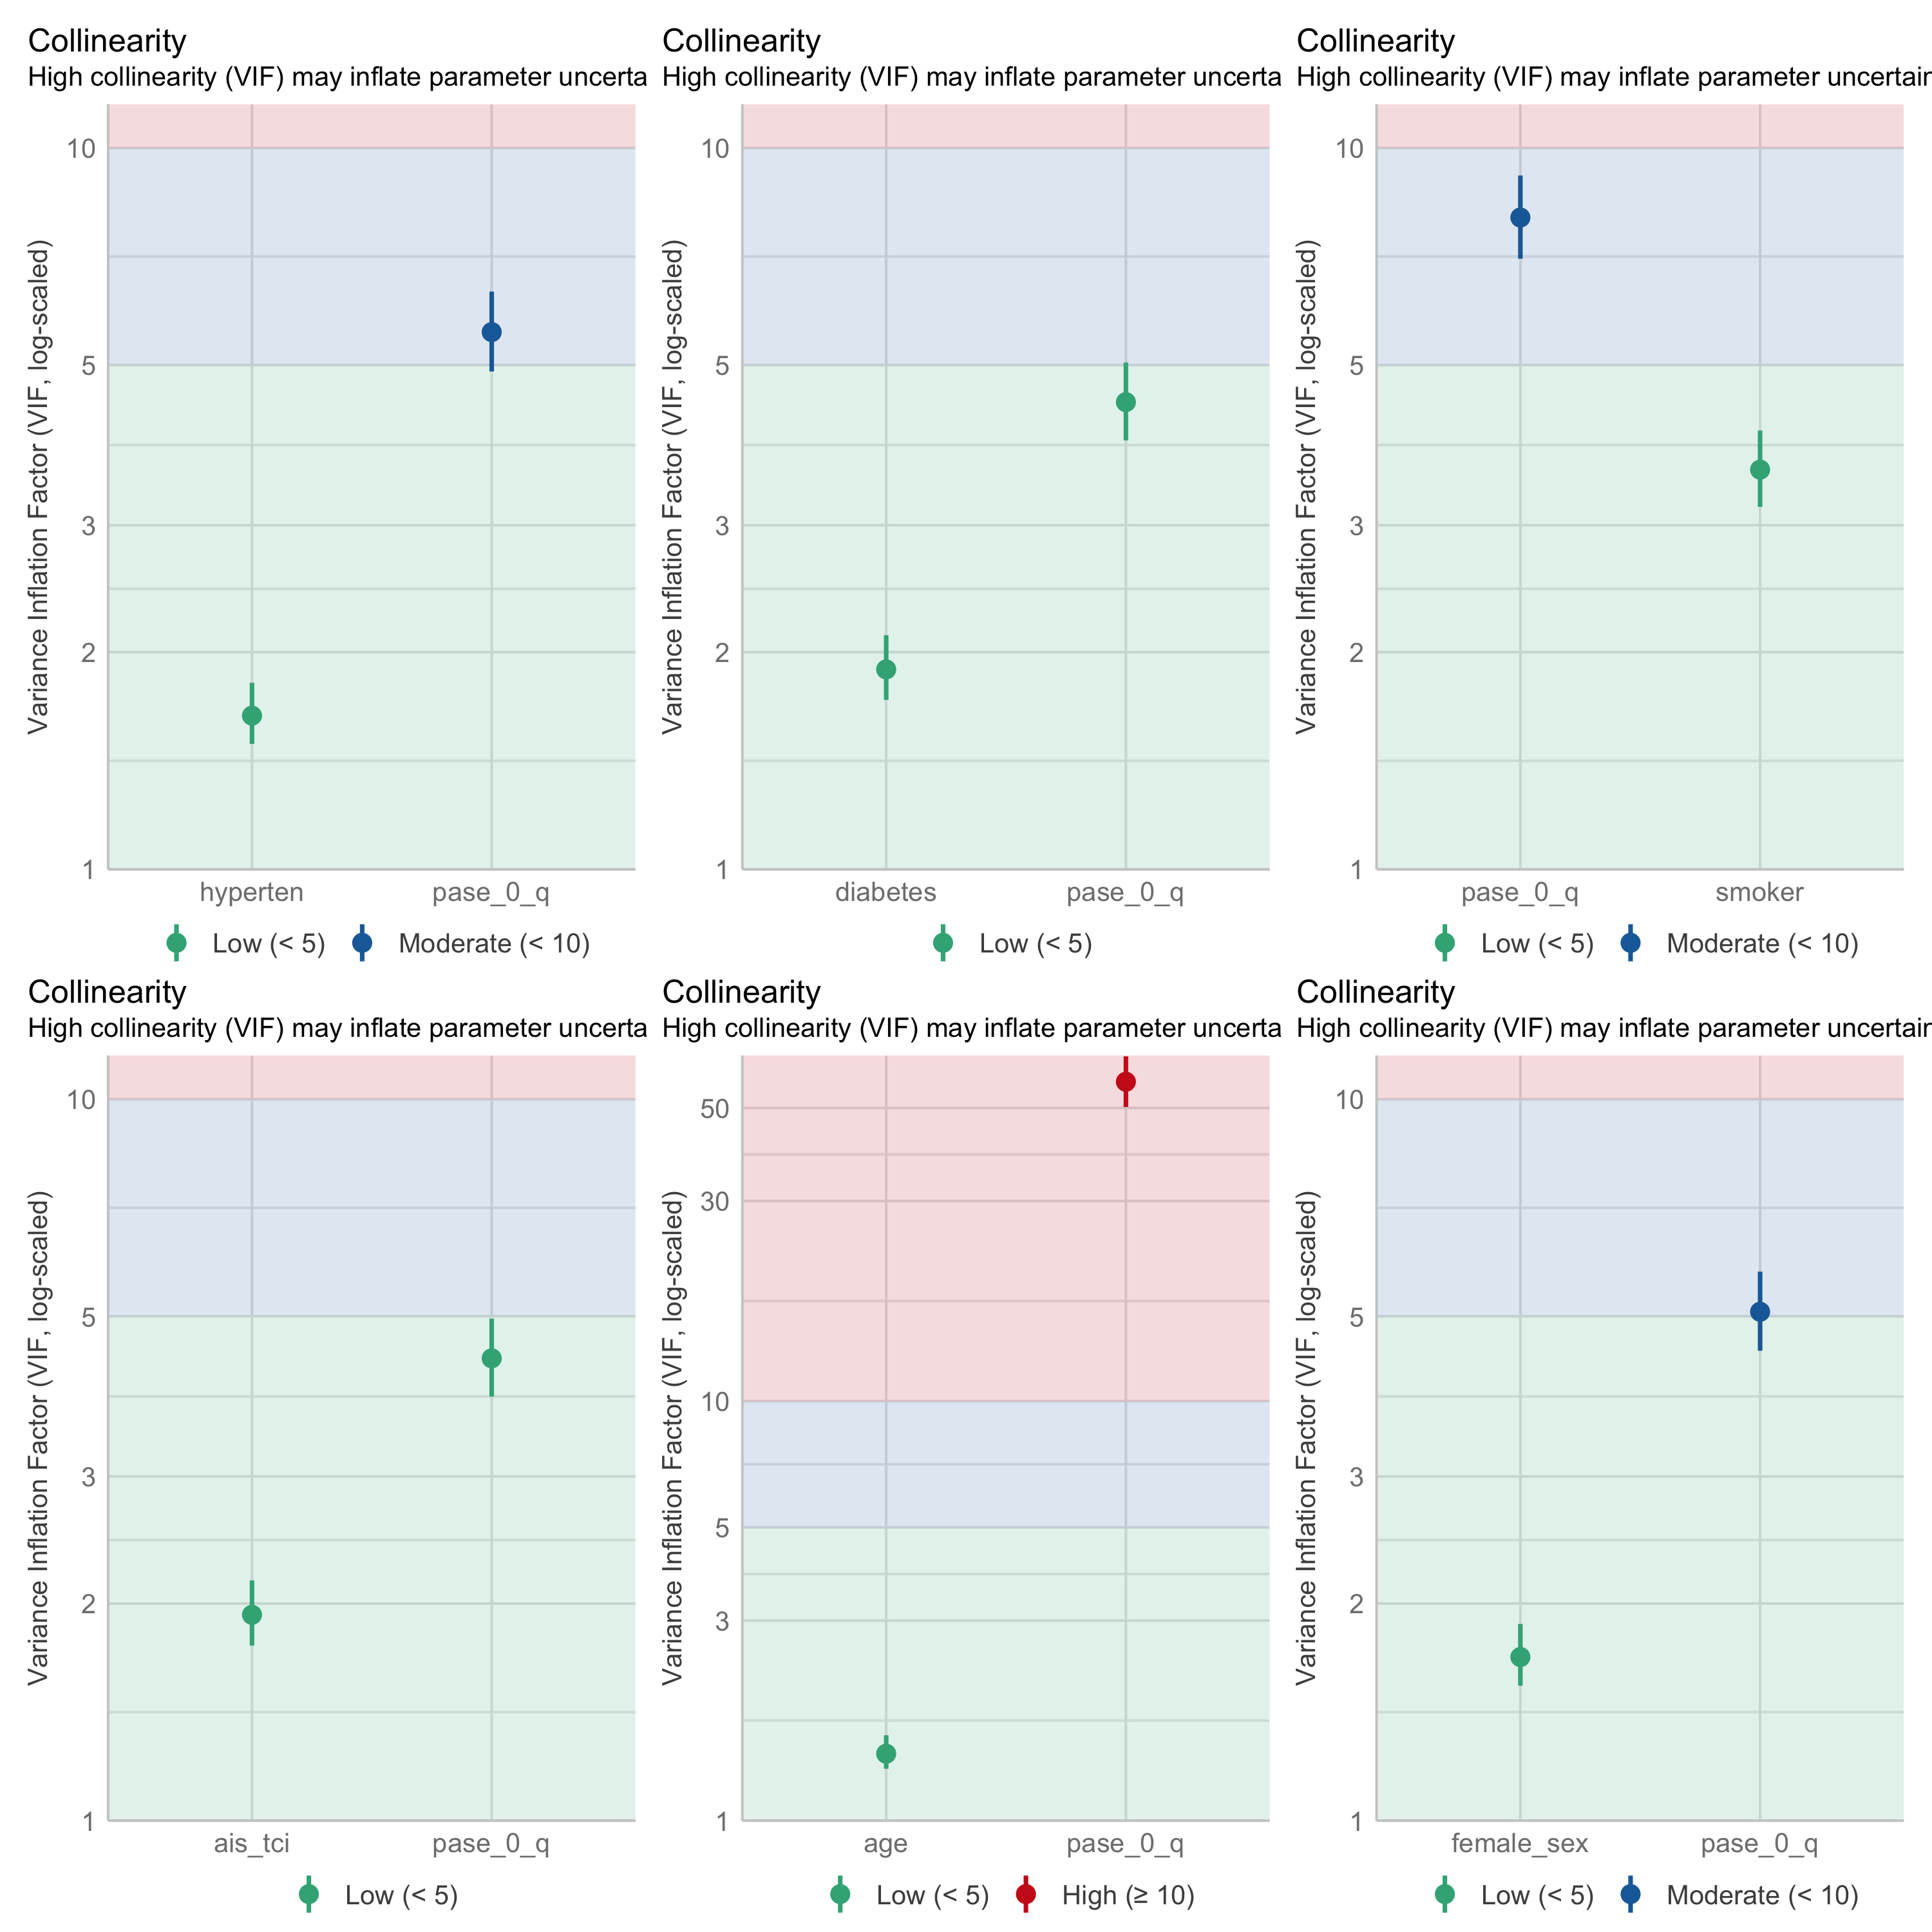 Collinearity
High collinearity (VIF) may inflate parameter uncerta
Variance Inflation Factor (VIF, log-scaled)
10
5
3
2
1
hyperten pase_0_q
Low (< 5) Moderate (< 10)
Collinearity
High collinearity (VIF) may inflate parameter uncerta
Variance Inflation Factor (VIF, log-scaled)
10
5
3
2
1
diabetes pase_0_q
Low (< 5)
Collinearity
High collinearity (VIF) may inflate parameter uncertain
Variance Inflation Factor (VIF, log-scaled)
10
5
3
2
1
pase_0_q smoker
Low (< 5) Moderate (< 10)
Collinearity
High collinearity (VIF) may inflate parameter uncerta
Variance Inflation Factor (VIF, log-scaled)
10
5
3
2
1
ais_tci pase_0_q
Low (< 5)
Collinearity
High collinearity (VIF) may inflate parameter uncerta
Variance Inflation Factor (VIF, log-scaled)
50
30
10
5
3
1
age pase_0_q
Low (< 5) High (≥ 10)
Collinearity
High collinearity (VIF) may inflate parameter uncertain
Variance Inflation Factor (VIF, log-scaled)
10
5
3
2
1
female_sex pase_0_q
Low (< 5) Moderate (< 10)